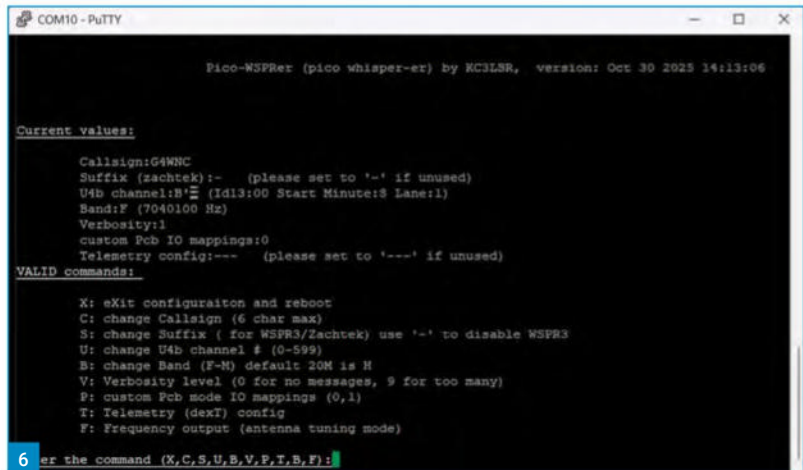 COM10 - PuTTY
Pico-WSPRer (pico whisper-er) by KC3LBR, version: Oct 30 2025 14:13:06
Current values:
Callsign:G4WNC
Suffix (zachtek):- (please set to '-' if unused)
U4b channel:B' (Id13:00 Start Minute:8 Lane:1)
Band:F (7040100 Hz)
Verbosity:1
custom Pcb IO mappings:0
Telemetry config:--- (please set to '---' if unused)
VALID commands:
X: eXit configuraiton and reboot
C: change Callsign (6 char max)
S: change Suffix ( for WSPR3/Zachtek) use '-' to disable WSPR3
U: change U4b channel # (0-599)
B: change Band (F-M) default 20M is H
V: Verbosity level (0 for no messages, 9 for too many)
P: custom Pcb mode IO mappings (0,1)
T: Telemetry (dexT) config
F: Frequency output (antenna tuning mode)
6 er the command (X,C,S,U,B,V,P,T,B,F):